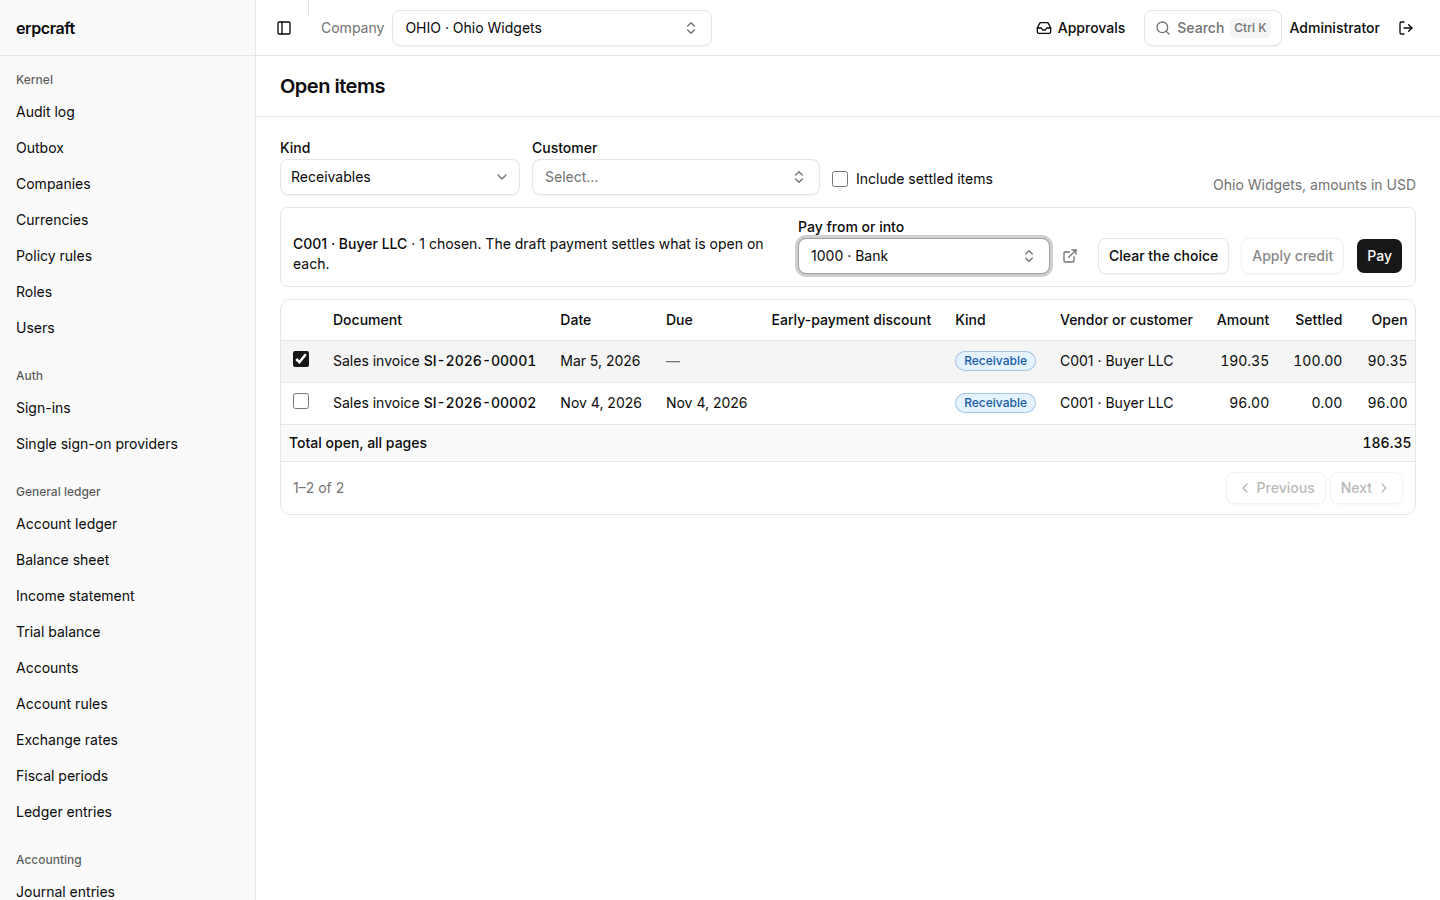 erpcraft
Company
OHIO · Ohio Widgets
Approvals
Search Ctrl K
Administrator
Kernel
Audit log
Outbox
Companies
Currencies
Policy rules
Roles
Users
Auth
Sign-ins
Single sign-on providers
General ledger
Account ledger
Balance sheet
Income statement
Trial balance
Accounts
Account rules
Exchange rates
Fiscal periods
Ledger entries
Accounting
Journal entries
Open items
Kind
Customer
Receivables
Select...
Include settled items
Ohio Widgets, amounts in USD
C001 · Buyer LLC · 1 chosen. The draft payment settles what is open on
each.
Pay from or into
1000 · Bank
Clear the choice
Apply credit
Pay
Document Date Due Early-payment discount Kind Vendor or customer Amount Settled Open
Sales invoice SI-2026-00001 Mar 5, 2026 — Receivable C001 · Buyer LLC 190.35 100.00 90.35
Sales invoice SI-2026-00002 Nov 4, 2026 Nov 4, 2026 Receivable C001 · Buyer LLC 96.00 0.00 96.00
Total open, all pages 186.35
1–2 of 2
Previous
Next